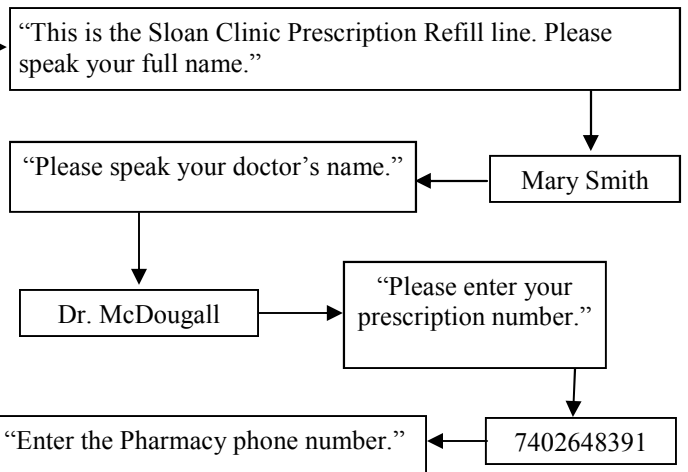 “This is the Sloan Clinic Prescription Refill line. Please
speak your full name.”
Mary Smith
“Please speak your doctor’s name.”
Dr. McDougall
“Please enter your
prescription number.”
7402648391
“Enter the Pharmacy phone number.”